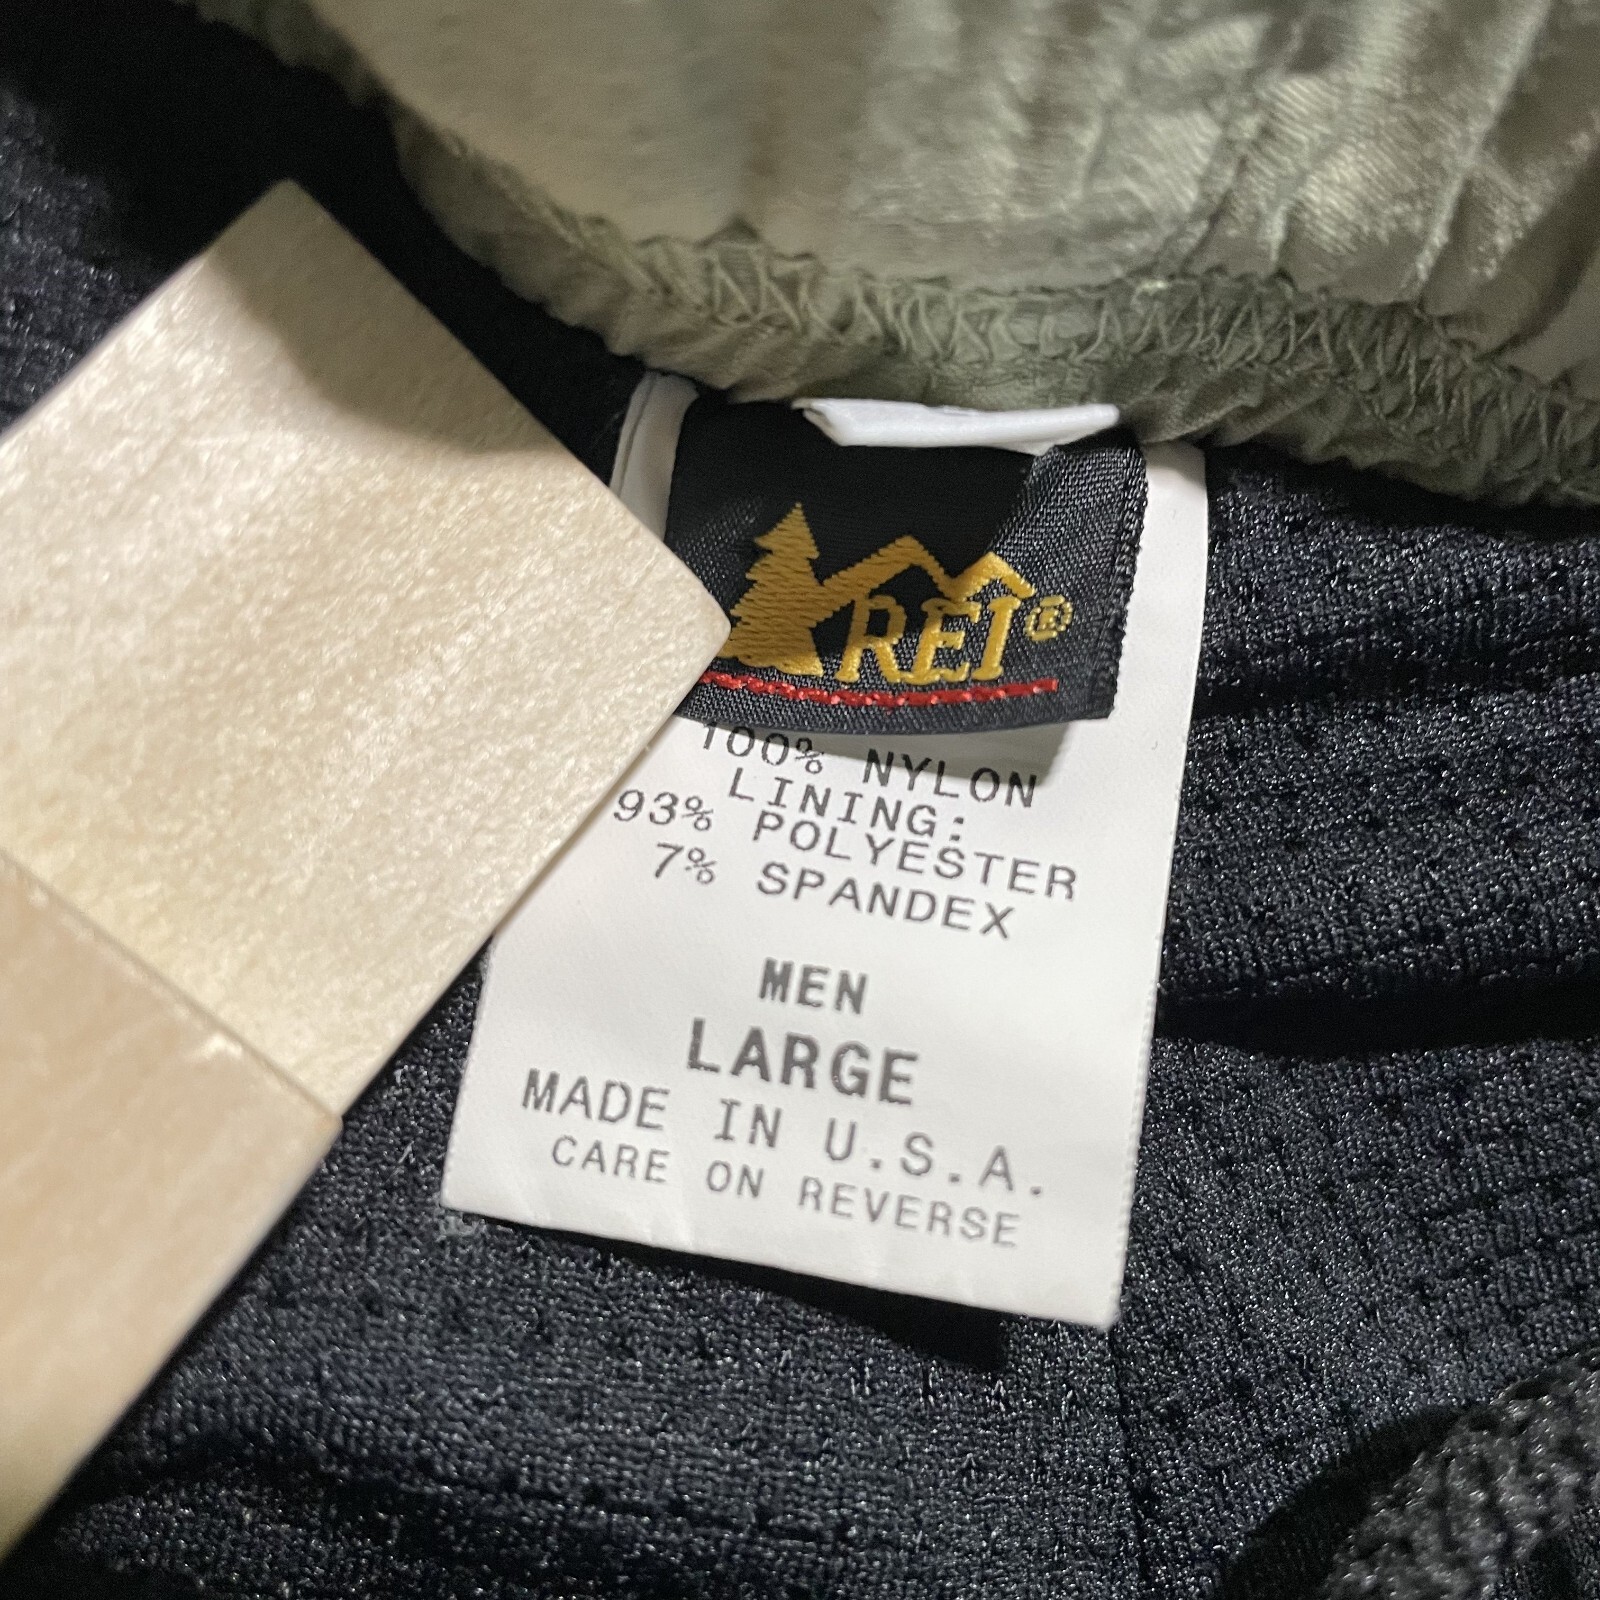 REI®
100% NYLON
LINING:
93% POLYESTER
7% SPANDEX
MEN
LARGE
MADE IN U.S.A.
CARE ON REVERSE